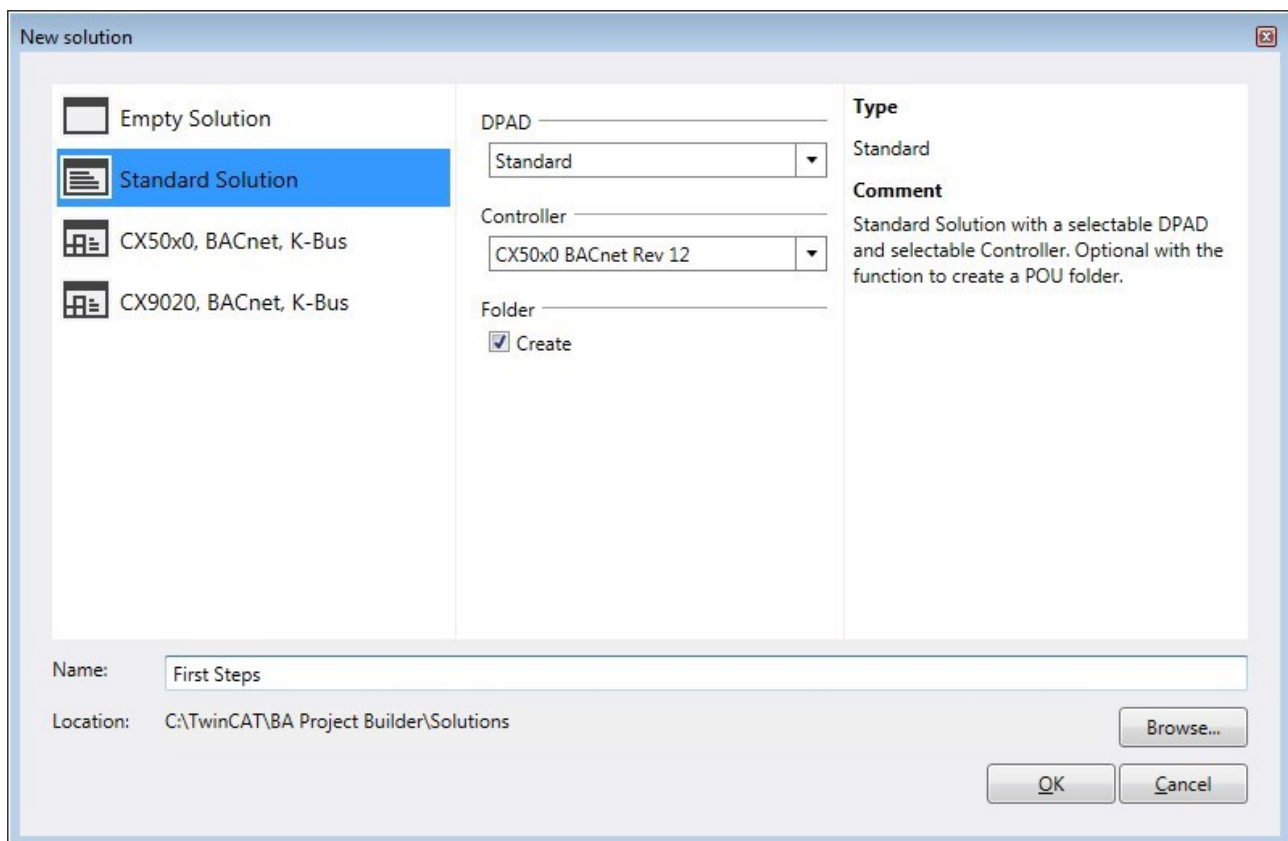 New solution
Empty Solution
Standard Solution
CX50x0, BACnet, K-Bus
CX9020, BACnet, K-Bus
DPAD
Standard
Controller
CX50x0 BACnet Rev 12
Folder
Create
Type
Standard
Comment
Standard Solution with a selectable DPAD
and selectable Controller. Optional with the
function to create a POU folder.
Name:
First Steps
Location:
C:\TwinCAT\BA Project Builder\Solutions
Browse...
OK
Cancel